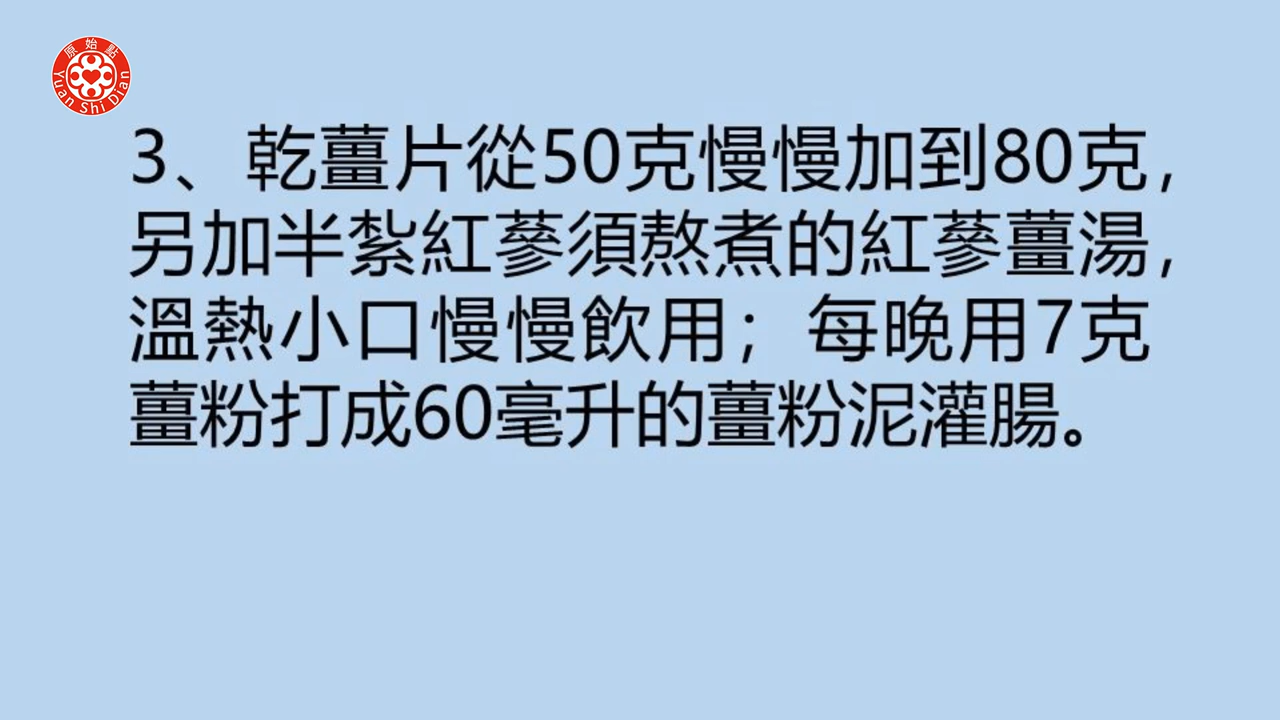 原始點
Yuan Shi Dian
3、乾薑片從50克慢慢加到80克，
另加半紮紅蔘須熬煮的紅蔘薑湯，
溫熱小口慢慢飲用；每晚用7克
薑粉打成60毫升的薑粉泥灌腸。